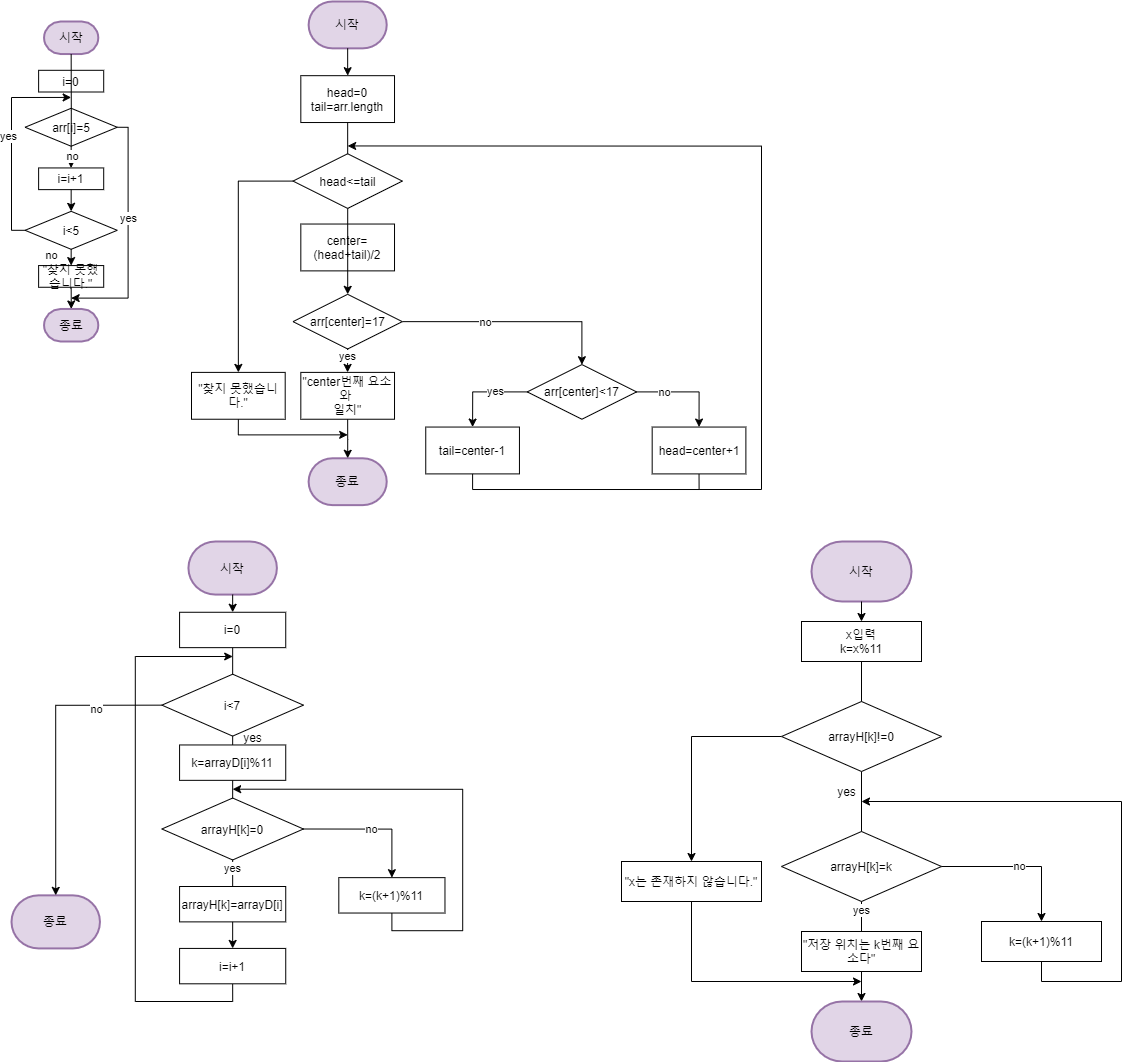 시작
i=0
arr[i]=5
yes
no
i=i+1
yes
i<5
no
"찾지 못했
습니다."
종료
시작
head=0
tail=arr.length
head<=tail
center=
(head+tail)/2
arr[center]=17
no
yes
"찾지 못했습니
다."
"center번째 요소
와
일치"
arr[center]<17
yes
no
tail=center-1
head=center+1
종료
시작
i=0
i<7
no
yes
k=arrayD[i]%11
arrayH[k]=0
no
yes
k=(k+1)%11
arrayH[k]=arrayD[i]
i=i+1
종료
시작
x입력
k=x%11
arrayH[k]!=0
yes
arrayH[k]=k
"x는 존재하지 않습니다."
no
yes
"저장 위치는 k번째 요
소다"
k=(k+1)%11
종료